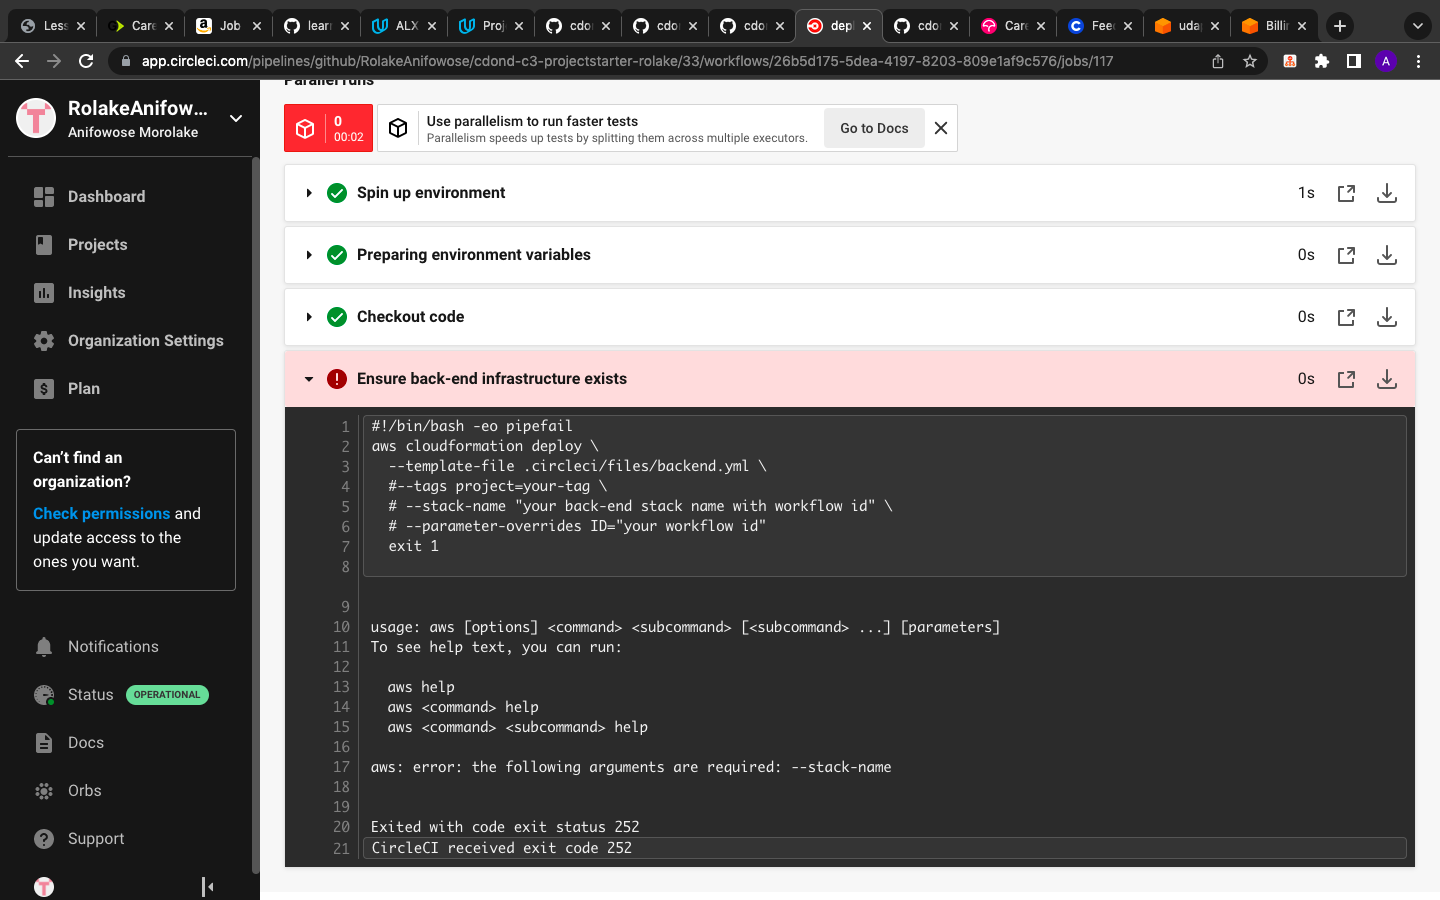 Less
Care
Job
learn
ALX
Proje
cdon
cdon
cdon
depl
cdon
Care
Feed
udac
Billin
app.circleci.com/pipelines/github/RolakeAnifowose/cdond-c3-projectstarter-rolake/33/workflows/26b5d175-5dea-4197-8203-809e1af9c576/jobs/117
A
RolakeAnifow...
Anifowose Morolake
Dashboard
Projects
Insights
Organization Settings
Plan
Can't find an
organization?
Check permissions and
update access to the
ones you want.
Notifications
Status OPERATIONAL
Docs
Orbs
Support
Parallel runs
0
00:02
Use parallelism to run faster tests
Parallelism speeds up tests by splitting them across multiple executors.
Go to Docs
Spin up environment 1s
Preparing environment variables 0s
Checkout code 0s
Ensure back-end infrastructure exists 0s
1 #!/bin/bash -eo pipefail
2 aws cloudformation deploy \
3 --template-file .circleci/files/backend.yml \
4 #--tags project=your-tag \
5 # --stack-name "your back-end stack name with workflow id" \
6 # --parameter-overrides ID="your workflow id"
7 exit 1
8
9
10 usage: aws [options] <command> <subcommand> [<subcommand> ...] [parameters]
11 To see help text, you can run:
12
13 aws help
14 aws <command> help
15 aws <command> <subcommand> help
16
17 aws: error: the following arguments are required: --stack-name
18
19
20 Exited with code exit status 252
21 CircleCI received exit code 252